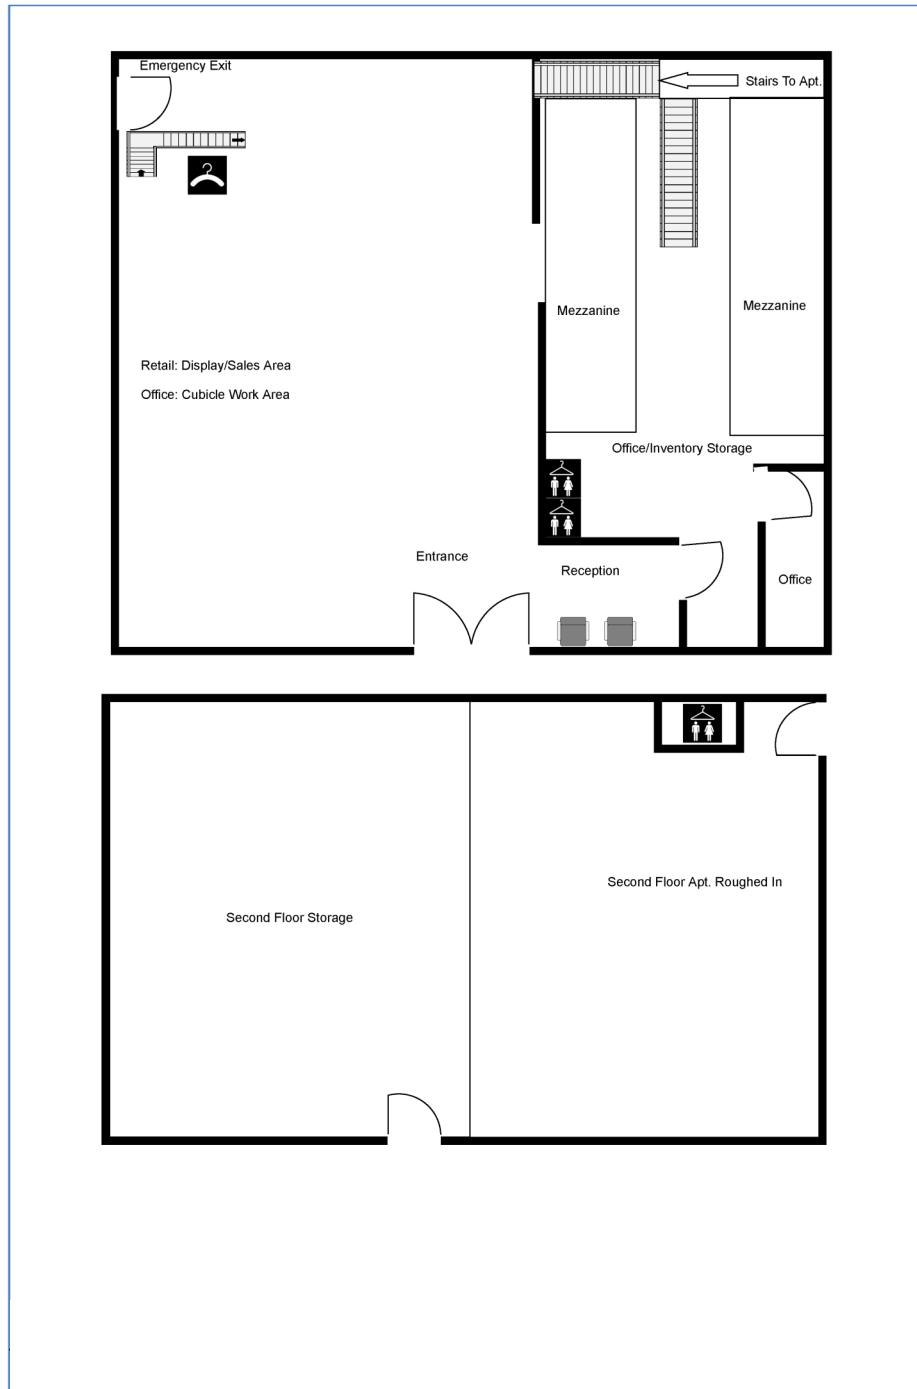 Emergency Exit
Stairs To Apt.
Mezzanine
Mezzanine
Retail: Display/Sales Area
Office: Cubicle Work Area
Office/Inventory Storage
Entrance
Reception
Office
Second Floor Apt. Roughed In
Second Floor Storage